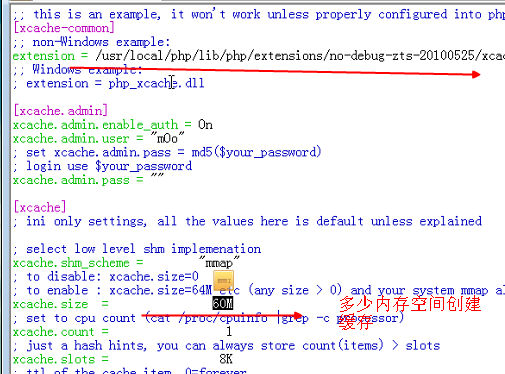 ;; this is an example, it won't work unless properly configured into php
[xcache-common]
;; non-Windows example:
extension = /usr/local/php/lib/php/extensions/no-debug-zts-20100525/xcac
;; Windows example:
; extension = php_xcache.dll
[xcache.admin]
xcache.admin.enable_auth = On
xcache.admin.user = "mOo"
; set xcache.admin.pass = md5($your_password)
; login use $your_password
xcache.admin.pass = ""
[xcache]
; ini only settings, all the values here is default unless explained
; select low level shm implemenation
xcache.shm_scheme = "mmap"
; to disable: xcache.size=0
; to enable : xcache.size=64M etc (any size > 0) and your system mmap al
xcache.size = 60M
; set to cpu count (cat /proc/cpuinfo |grep -c processor)
xcache.count = 1
; just a hash hints, you can always store count(items) > slots
xcache.slots = 8K
; ttl of the cache item, 0=forever
多少内存空间创建
缓存